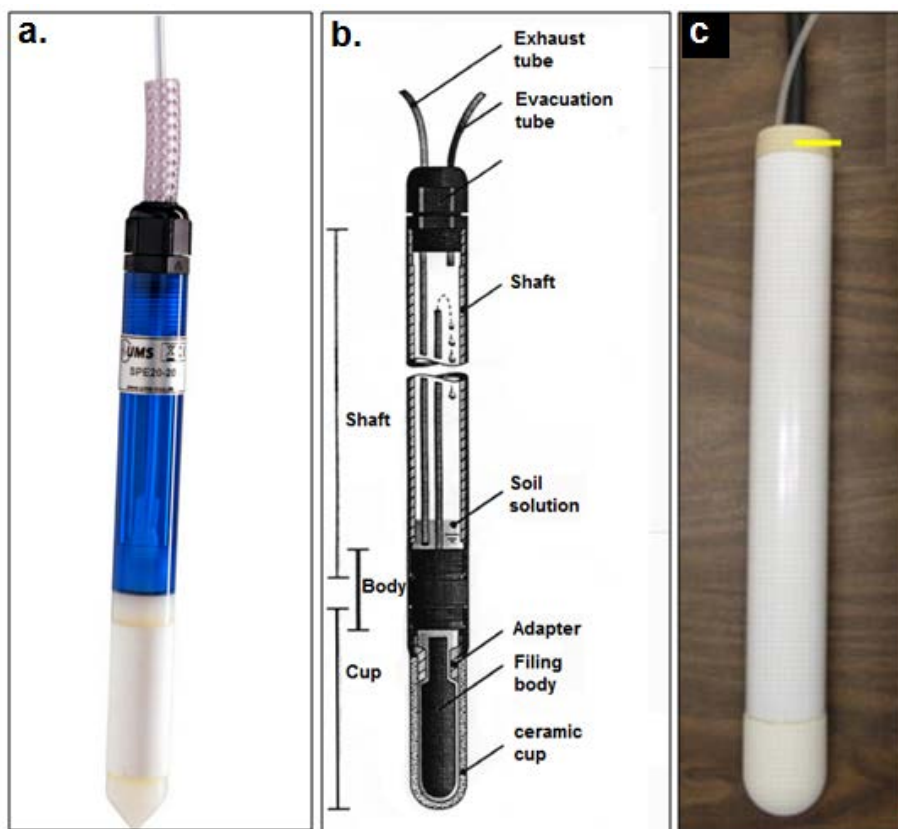 a.
UMS
SPE20-20
b.
Exhaust
tube
Evacuation
tube
Shaft
Shaft
Soil
solution
Body
Adapter
Cup
Filing
body
ceramic
cup
c